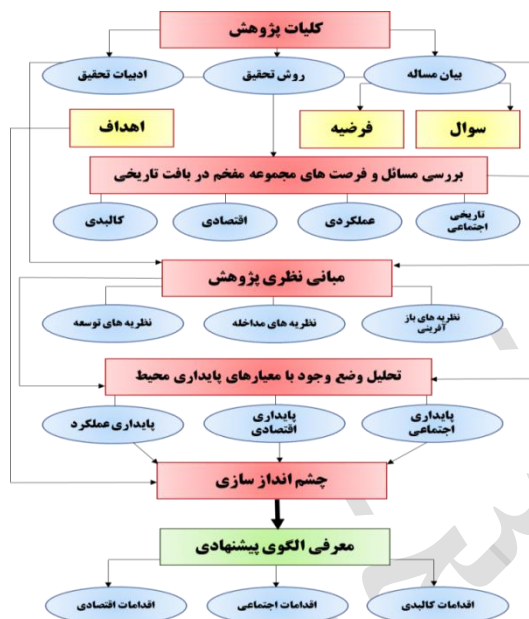 کلیات پژوهش
بیان مساله
روش تحقیق
ادبیات تحقیق
سوال
فرضیه
اهداف
بررسی مسائل و فرصت های مجموعه مفخم در بافت تاریخی
تاریخی
اجتماعی
عملکردی
اقتصادی
کالبدی
مبانی نظری پژوهش
نظریه های باز
آفرینی
نظریه های مداخله
نظریه های توسعه
تحلیل وضع وجود با معیارهای پایداری محیط
پایداری
اجتماعی
پایداری
اقتصادی
پایداری عملکرد
چشم انداز سازی
معرفی الگوی پیشنهادی
اقدامات کالبدی
اقدامات اجتماعی
اقدامات اقتصادی